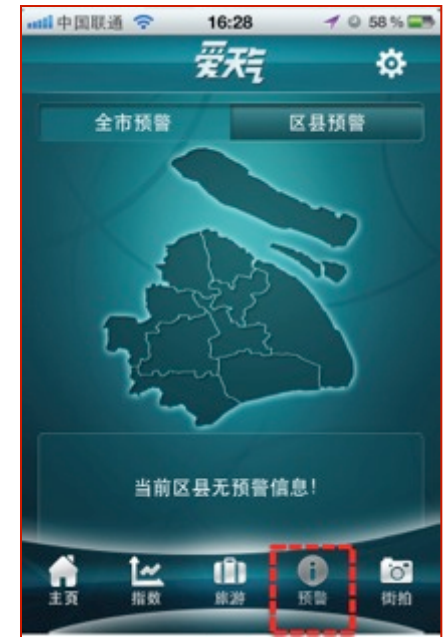 中国联通 16:28 58 %
爱天气
全市预警 区县预警
当前区县无预警信息!
主页 指数 旅游 预警 街拍